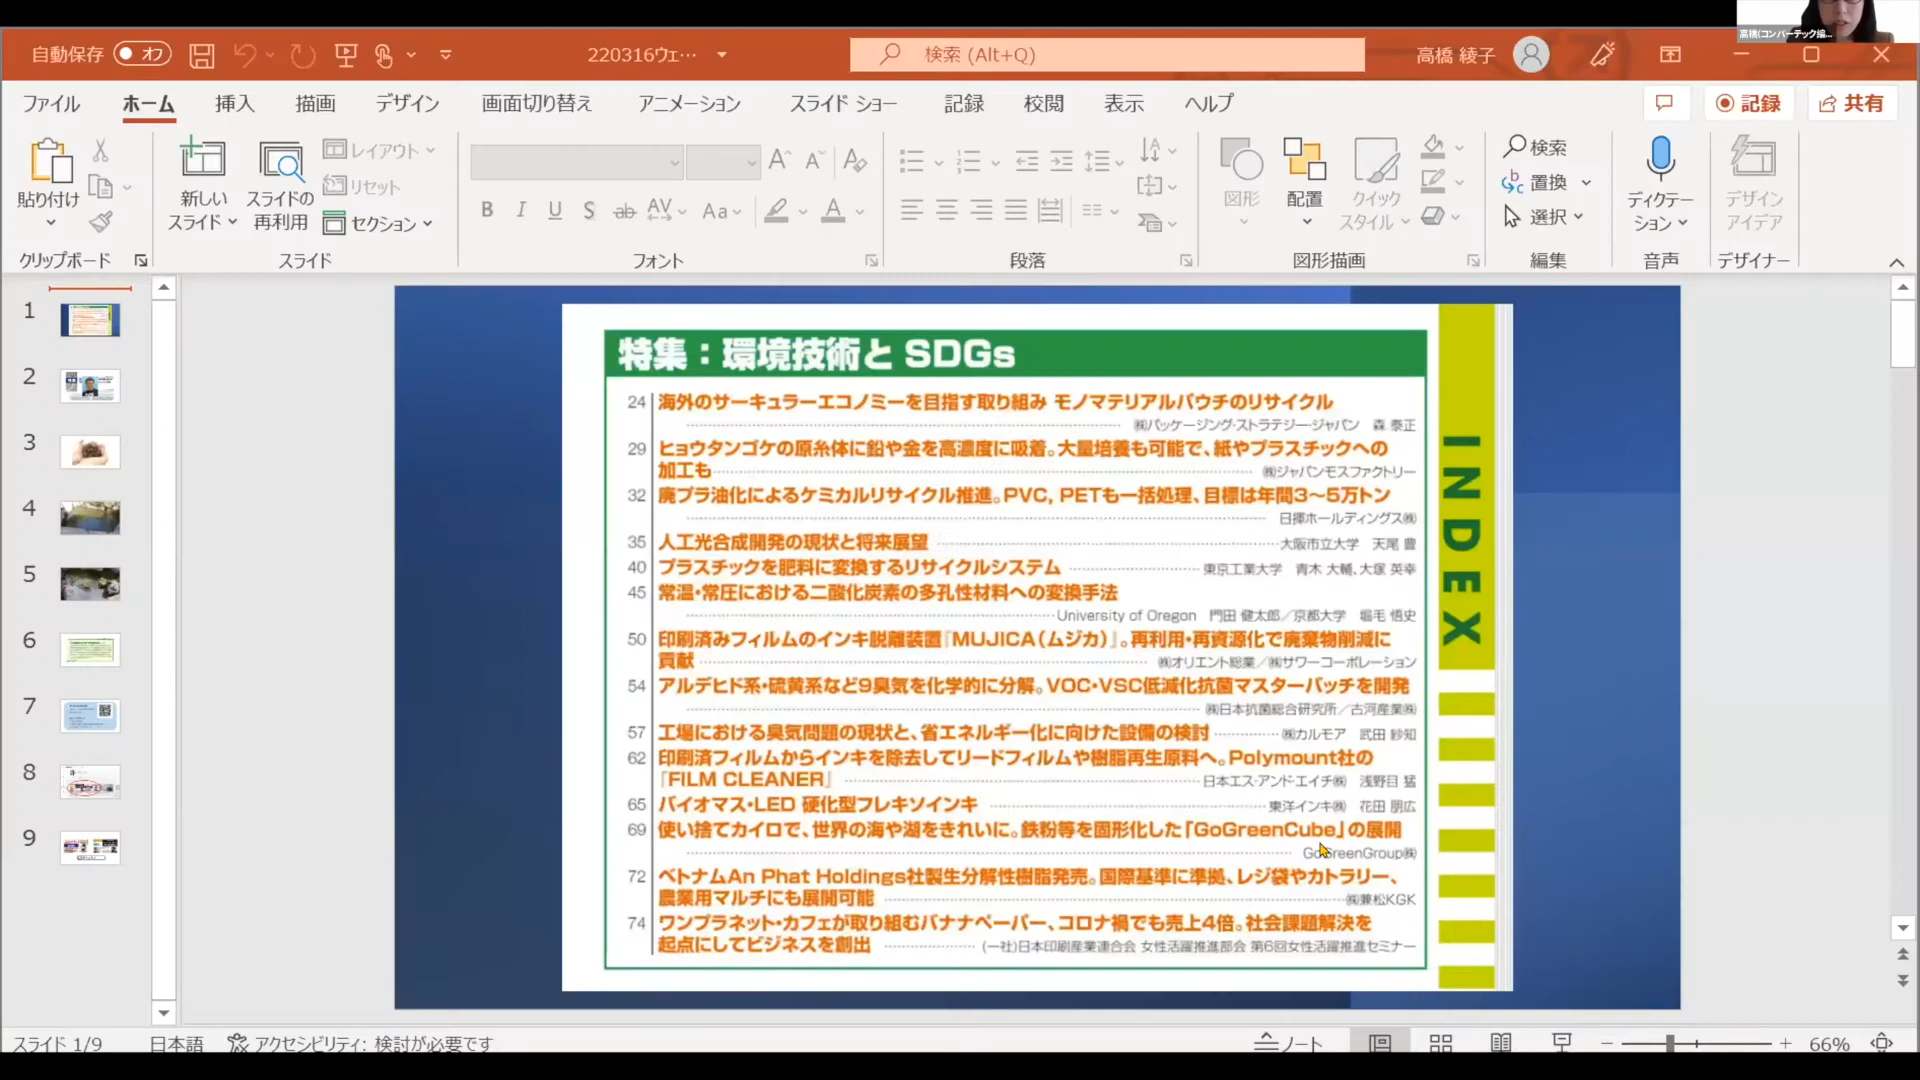 高橋(コンバーテック編...
自動保存 オフ 220316ウェ… 検索 (Alt+Q) 高橋 綾子
ファイル ホーム 挿入 描画 デザイン 画面切り替え アニメーション スライド ショー 記録 校閲 表示 ヘルプ 記録 共有
貼り付け
クリップボード
新しい
スライド
スライドの
再利用
レイアウト
リセット
セクション
スライド
B I U S ab AV Aa A
フォント
段落
図形
配置
クイック
スタイル
図形描画
検索
置換
選択
編集
ディクテー
ション
音声
デザイン
アイデア
デザイナー
1
2
3
4
5
6
7
8
9
特集：環境技術と SDGs
24 海外のサーキュラーエコノミーを目指す取り組み モノマテリアルパウチのリサイクル
㈱パッケージング・ストラテジー・ジャパン 森 泰正
29 ヒョウタンゴケの原糸体に鉛や金を高濃度に吸着。大量培養も可能で、紙やプラスチックへの
加工も ㈱ジャパンモスファクトリー
32 廃プラ油化によるケミカルリサイクル推進。PVC, PETも一括処理、目標は年間3～5万トン
日揮ホールディングス㈱
35 人工光合成開発の現状と将来展望 大阪市立大学 天尾 豊
40 プラスチックを肥料に変換するリサイクルシステム 東京工業大学 青木 大輔、大塚 英幸
45 常温・常圧における二酸化炭素の多孔性材料への変換手法
University of Oregon 門田 健太郎／京都大学 堀毛 悟史
50 印刷済みフィルムのインキ脱離装置『MUJICA（ムジカ）』。再利用・再資源化で廃棄物削減に
貢献 ㈱オリエント総業／㈱サワーコーポレーション
54 アルデヒド系・硫黄系など9臭気を化学的に分解。VOC・VSC低減化抗菌マスターバッチを開発
㈱日本抗菌総合研究所／古河産業㈱
57 工場における臭気問題の現状と、省エネルギー化に向けた設備の検討 ㈱カルモア 武田 紗知
62 印刷済フィルムからインキを除去してリードフィルムや樹脂再生原料へ。Polymount社の
『FILM CLEANER』 日本エス・アンド・エイチ㈱ 浅野目 猛
65 バイオマス・LED 硬化型フレキソインキ 東洋インキ㈱ 花田 朋広
69 使い捨てカイロで、世界の海や湖をきれいに。鉄粉等を固形化した「GoGreenCube」の展開
GoGreenGroup㈱
72 ベトナムAn Phat Holdings社製生分解性樹脂発売。国際基準に準拠、レジ袋やカトラリー、
農業用マルチにも展開可能 ㈱兼松KGK
74 ワンプラネット・カフェが取り組むバナナペーパー、コロナ禍でも売上4倍。社会課題解決を
起点にしてビジネスを創出 (一社)日本印刷産業連合会 女性活躍推進部会 第6回女性活躍推進セミナー
INDEX
スライド 1/9 日本語 アクセシビリティ: 検討が必要です ノート 66%